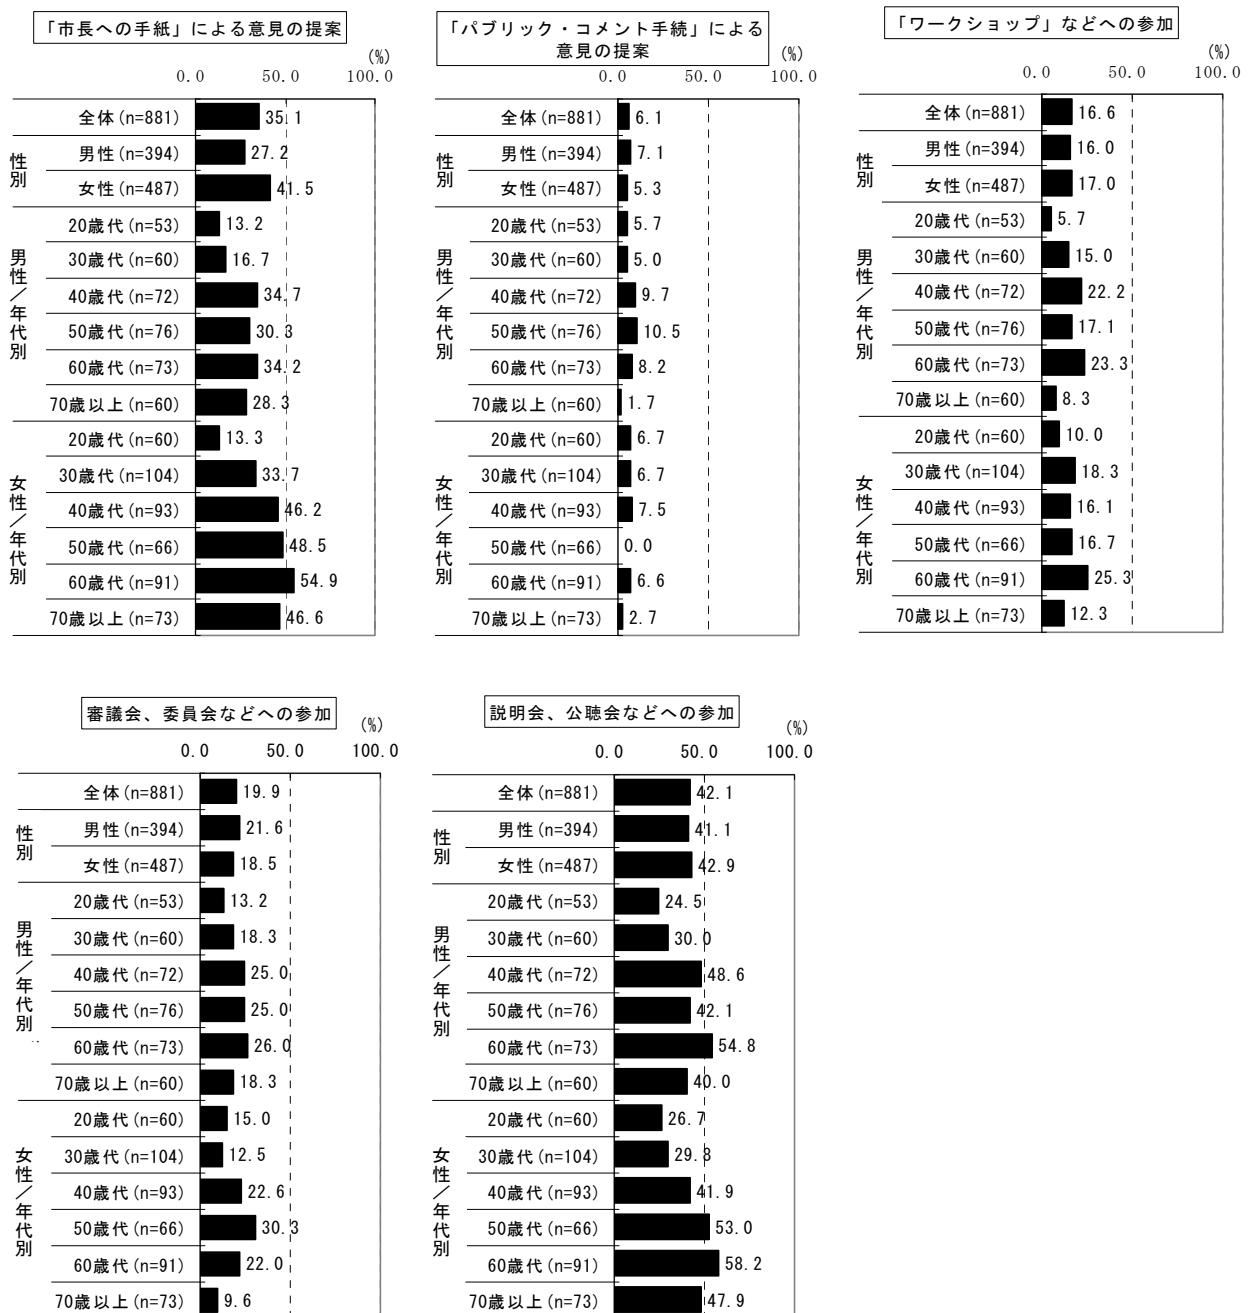 「市長への手紙」による意見の提案
(%)
0.0 50.0 100.0
全体(n=881) 35.1
性別
男性(n=394) 27.2
女性(n=487) 41.5
男性／年代別
20歳代(n=53) 13.2
30歳代(n=60) 16.7
40歳代(n=72) 34.7
50歳代(n=76) 30.3
60歳代(n=73) 34.2
70歳以上(n=60) 28.3
女性／年代別
20歳代(n=60) 13.3
30歳代(n=104) 33.7
40歳代(n=93) 46.2
50歳代(n=66) 48.5
60歳代(n=91) 54.9
70歳以上(n=73) 46.6
「パブリック・コメント手続」による
意見の提案
(%)
0.0 50.0 100.0
全体(n=881) 6.1
性別
男性(n=394) 7.1
女性(n=487) 5.3
男性／年代別
20歳代(n=53) 5.7
30歳代(n=60) 5.0
40歳代(n=72) 9.7
50歳代(n=76) 10.5
60歳代(n=73) 8.2
70歳以上(n=60) 1.7
女性／年代別
20歳代(n=60) 6.7
30歳代(n=104) 6.7
40歳代(n=93) 7.5
50歳代(n=66) 0.0
60歳代(n=91) 6.6
70歳以上(n=73) 2.7
「ワークショップ」などへの参加
(%)
0.0 50.0 100.0
全体(n=881) 16.6
性別
男性(n=394) 16.0
女性(n=487) 17.0
男性／年代別
20歳代(n=53) 5.7
30歳代(n=60) 15.0
40歳代(n=72) 22.2
50歳代(n=76) 17.1
60歳代(n=73) 23.3
70歳以上(n=60) 8.3
女性／年代別
20歳代(n=60) 10.0
30歳代(n=104) 18.3
40歳代(n=93) 16.1
50歳代(n=66) 16.7
60歳代(n=91) 25.3
70歳以上(n=73) 12.3
審議会、委員会などへの参加
(%)
0.0 50.0 100.0
全体(n=881) 19.9
性別
男性(n=394) 21.6
女性(n=487) 18.5
男性／年代別
20歳代(n=53) 13.2
30歳代(n=60) 18.3
40歳代(n=72) 25.0
50歳代(n=76) 25.0
60歳代(n=73) 26.0
70歳以上(n=60) 18.3
女性／年代別
20歳代(n=60) 15.0
30歳代(n=104) 12.5
40歳代(n=93) 22.6
50歳代(n=66) 30.3
60歳代(n=91) 22.0
70歳以上(n=73) 9.6
説明会、公聴会などへの参加
(%)
0.0 50.0 100.0
全体(n=881) 42.1
性別
男性(n=394) 41.1
女性(n=487) 42.9
男性／年代別
20歳代(n=53) 24.5
30歳代(n=60) 30.0
40歳代(n=72) 48.6
50歳代(n=76) 42.1
60歳代(n=73) 54.8
70歳以上(n=60) 40.0
女性／年代別
20歳代(n=60) 26.7
30歳代(n=104) 29.8
40歳代(n=93) 41.9
50歳代(n=66) 53.0
60歳代(n=91) 58.2
70歳以上(n=73) 47.9